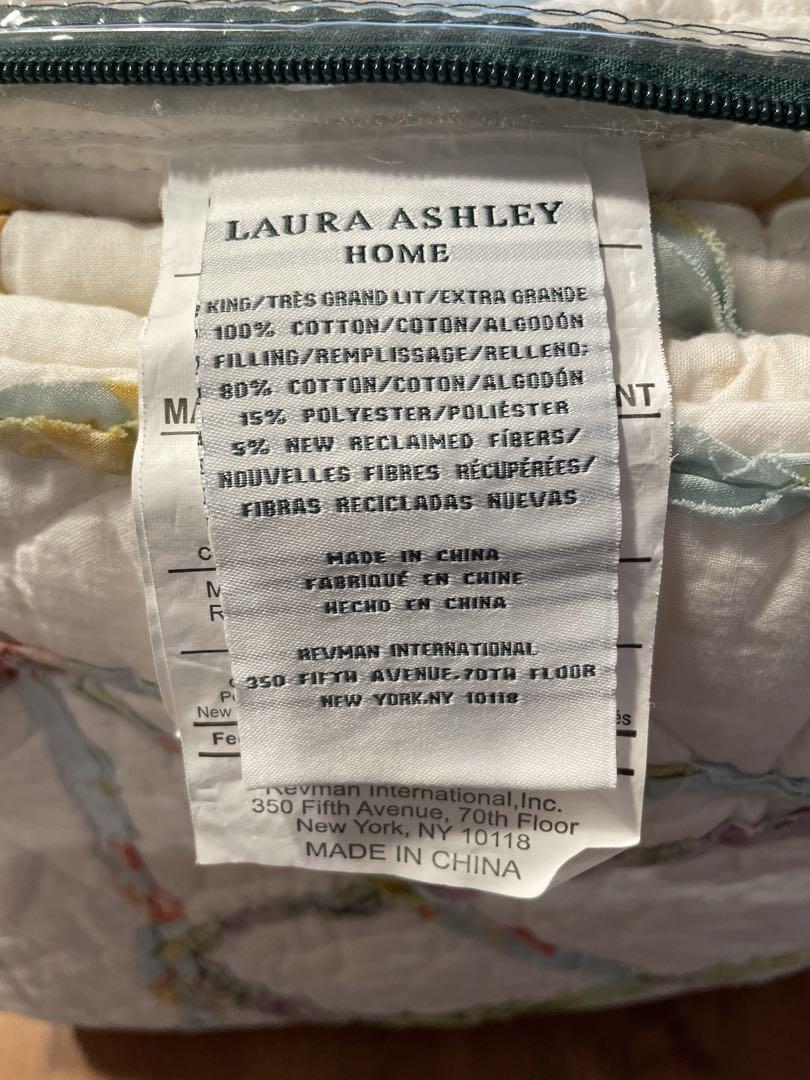 LAURA ASHLEY
HOME
KING/TRÈS GRAND LIT/EXTRA GRANDE
100% COTTON/COTON/ALGODÓN
FILLING/REMPLISSAGE/RELLENO:
80% COTTON/COTON/ALGODÓN
15% POLYESTER/POLIÉSTER
5% NEW RECLAIMED FÍBERS/
NOUVELLES FIBRES RÉCUPÉRÉES/
FIBRAS RECICLADAS NUEVAS
MADE IN CHINA
FABRIQUÉ EN CHINE
HECHO EN CHINA
REVMAN INTERNATIONAL
350 FIFTH AVENUE.70TH FLOOR
NEW YORK.NY 10118
New
Revman International,Inc.
350 Fifth Avenue, 70th Floor
New York, NY 10118
MADE IN CHINA